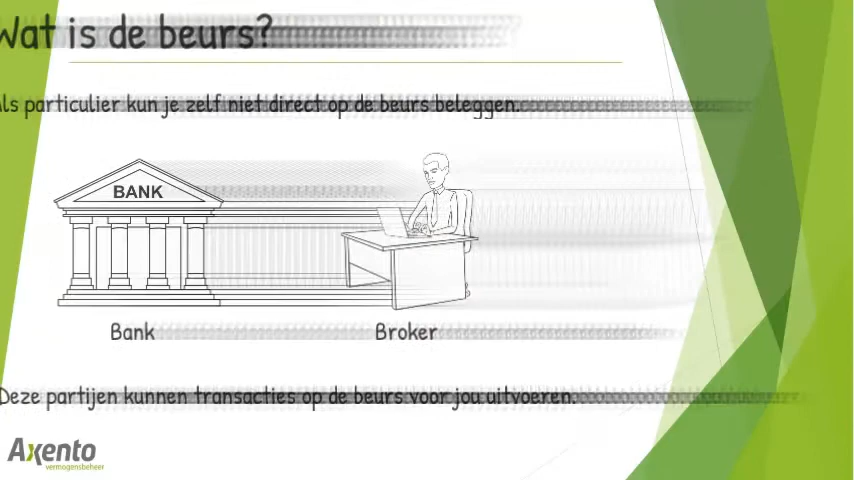 Wat is de beurs?
Als particulier kun je zelf niet direct op de beurs beleggen.
BANK
Bank
Broker
Deze partijen kunnen transacties op de beurs voor jou uitvoeren.
Axento
vermogensbeheer